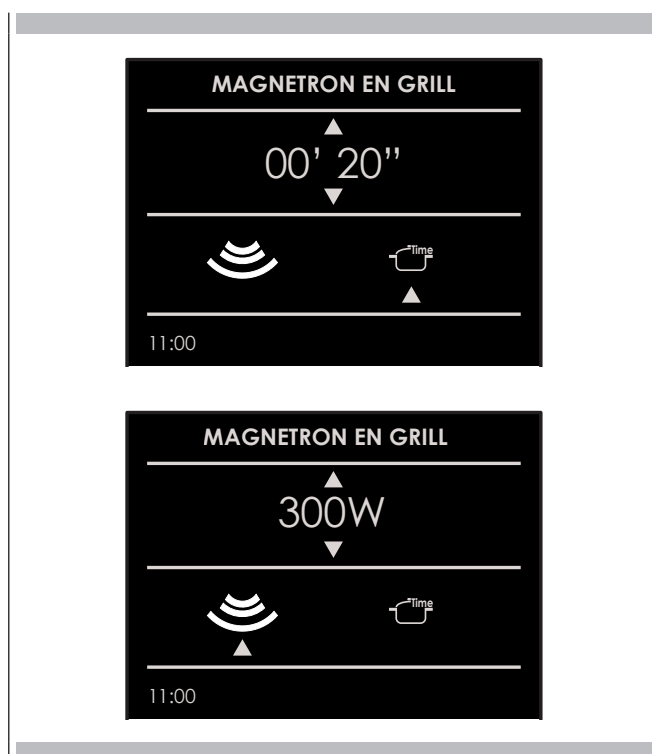 MAGNETRON EN GRILL
00’ 20’’
Time
11:00
MAGNETRON EN GRILL
300W
Time
11:00